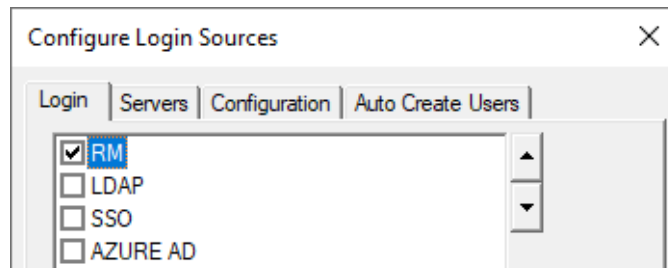 Configure Login Sources
Login Servers Configuration Auto Create Users
RM
LDAP
SSO
AZURE AD